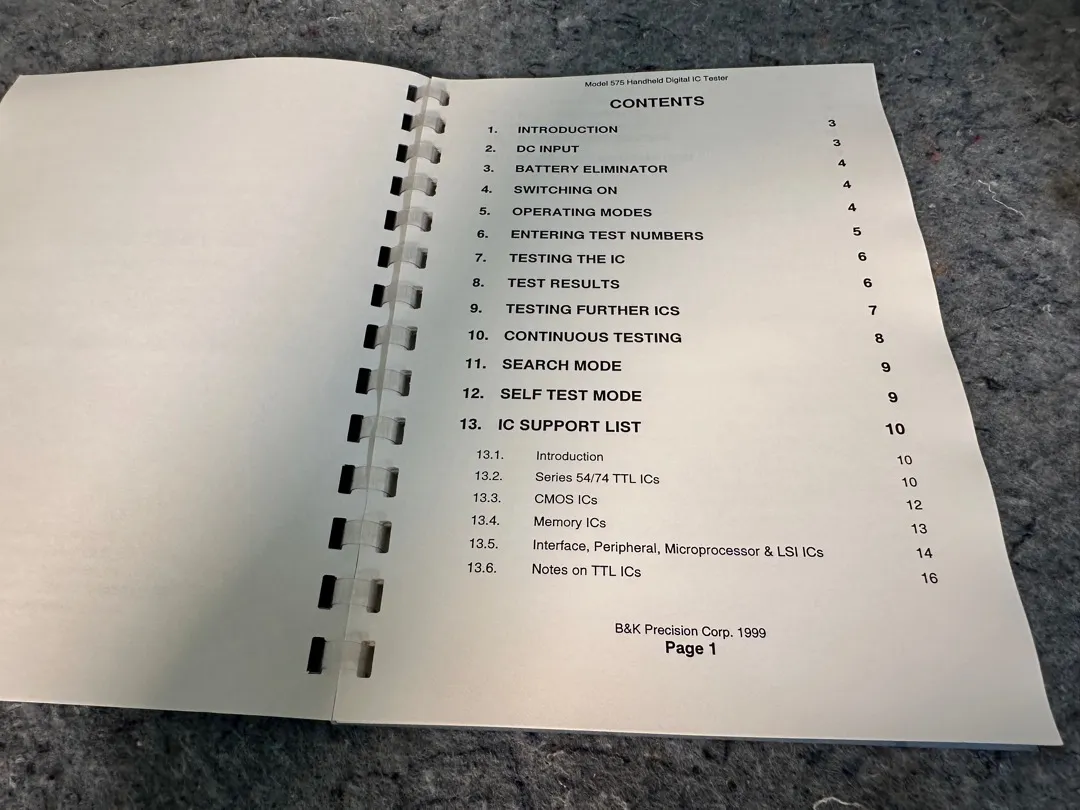 Model 575 Handheld Digital IC Tester
CONTENTS
1. INTRODUCTION 3
2. DC INPUT 3
3. BATTERY ELIMINATOR 4
4. SWITCHING ON 4
5. OPERATING MODES 4
6. ENTERING TEST NUMBERS 5
7. TESTING THE IC 6
8. TEST RESULTS 6
9. TESTING FURTHER ICS 7
10. CONTINUOUS TESTING 8
11. SEARCH MODE 9
12. SELF TEST MODE 9
13. IC SUPPORT LIST 10
13.1. Introduction 10
13.2. Series 54/74 TTL ICs 10
13.3. CMOS ICs 12
13.4. Memory ICs 13
13.5. Interface, Peripheral, Microprocessor & LSI ICs 14
13.6. Notes on TTL ICs 16
B&K Precision Corp. 1999
Page 1